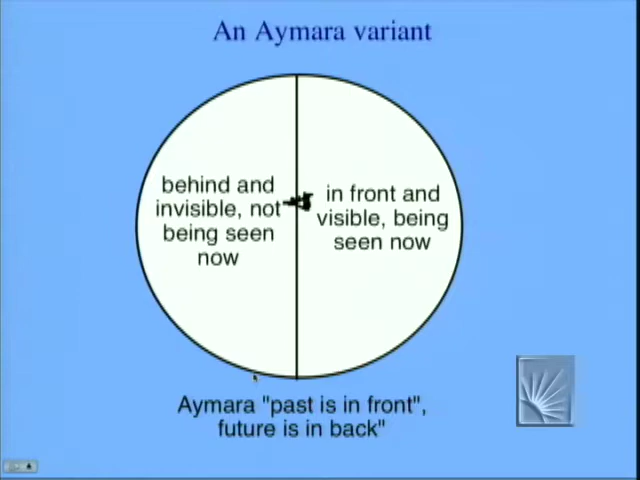 An Aymara variant
behind and
invisible, not
being seen
now
in front and
visible, being
seen now
Aymara "past is in front",
future is in back"